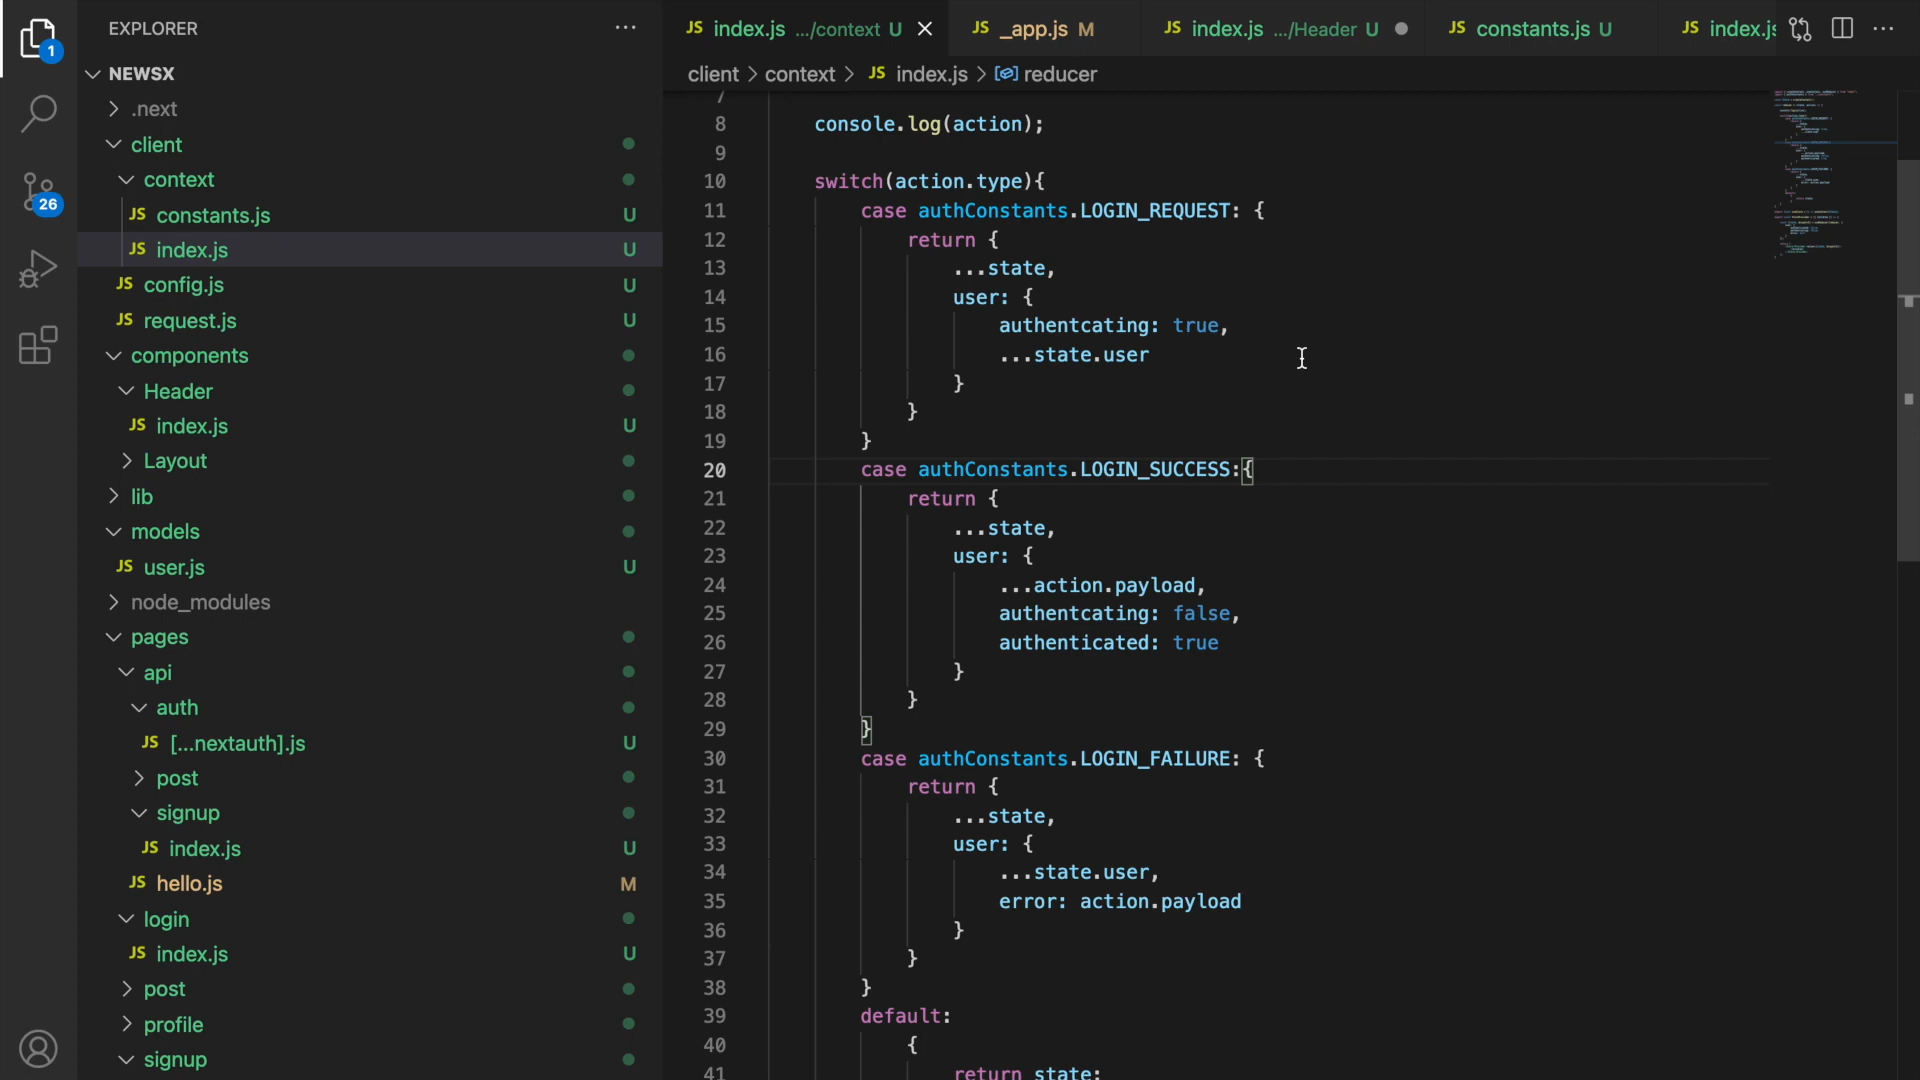 1
26
EXPLORER
NEWSX
.next
client
context
JS constants.js U
JS index.js U
JS config.js U
JS request.js U
components
Header
JS index.js U
Layout
lib
models
JS user.js U
node_modules
pages
api
auth
JS [...nextauth].js U
post
signup
JS index.js U
JS hello.js M
login
JS index.js U
post
profile
signup
JS index.js .../context U
JS _app.js M
JS index.js .../Header U
JS constants.js U
JS index.js
client > context > JS index.js > reducer
7
8 console.log(action);
9
10 switch(action.type){
11 case authConstants.LOGIN_REQUEST: {
12 return {
13 ...state,
14 user: {
15 authentcating: true,
16 ...state.user
17 }
18 }
19 }
20 case authConstants.LOGIN_SUCCESS:{
21 return {
22 ...state,
23 user: {
24 ...action.payload,
25 authentcating: false,
26 authenticated: true
27 }
28 }
29 }
30 case authConstants.LOGIN_FAILURE: {
31 return {
32 ...state,
33 user: {
34 ...state.user,
35 error: action.payload
36 }
37 }
38 }
39 default:
40 {
41 return state;